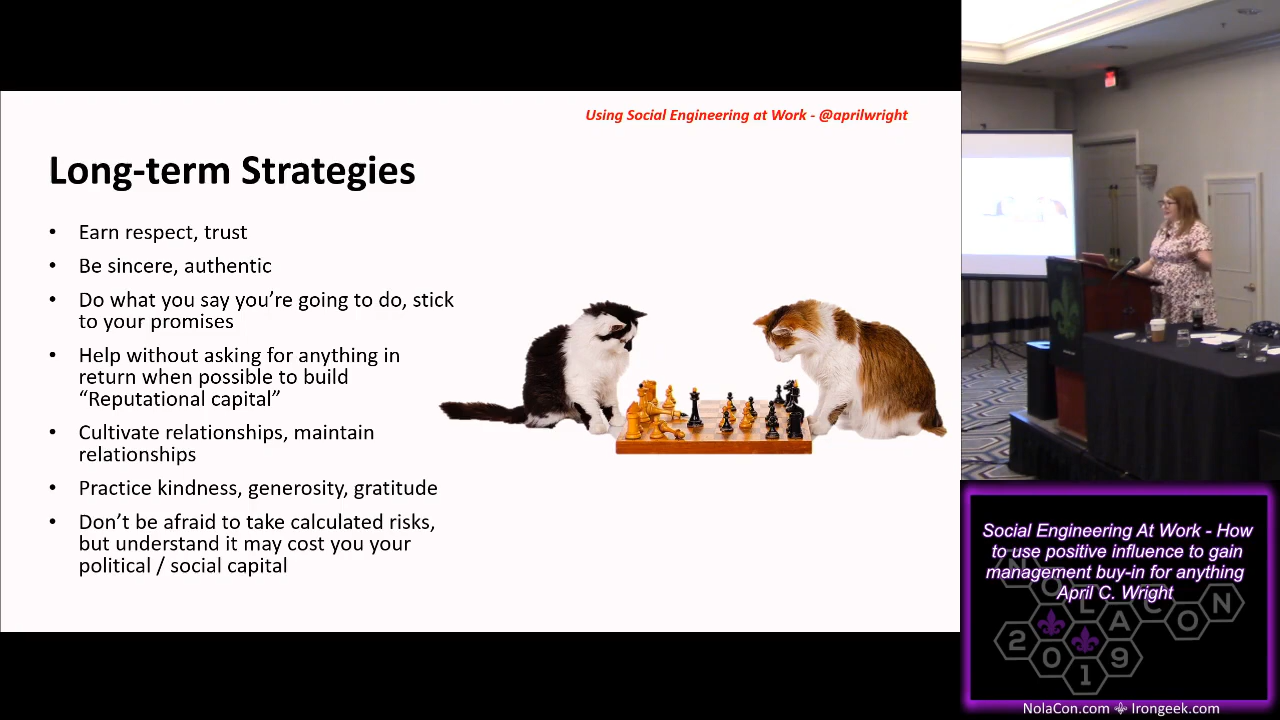 Using Social Engineering at Work - @aprilwright
Long-term Strategies
• Earn respect, trust
• Be sincere, authentic
• Do what you say you’re going to do, stick
to your promises
• Help without asking for anything in
return when possible to build
“Reputational capital”
• Cultivate relationships, maintain
relationships
• Practice kindness, generosity, gratitude
• Don’t be afraid to take calculated risks,
but understand it may cost you your
political / social capital
Social Engineering At Work - How
to use positive influence to gain
management buy-in for anything
April C. Wright
NOLACON
2019
NolaCon.com Irongeek.com